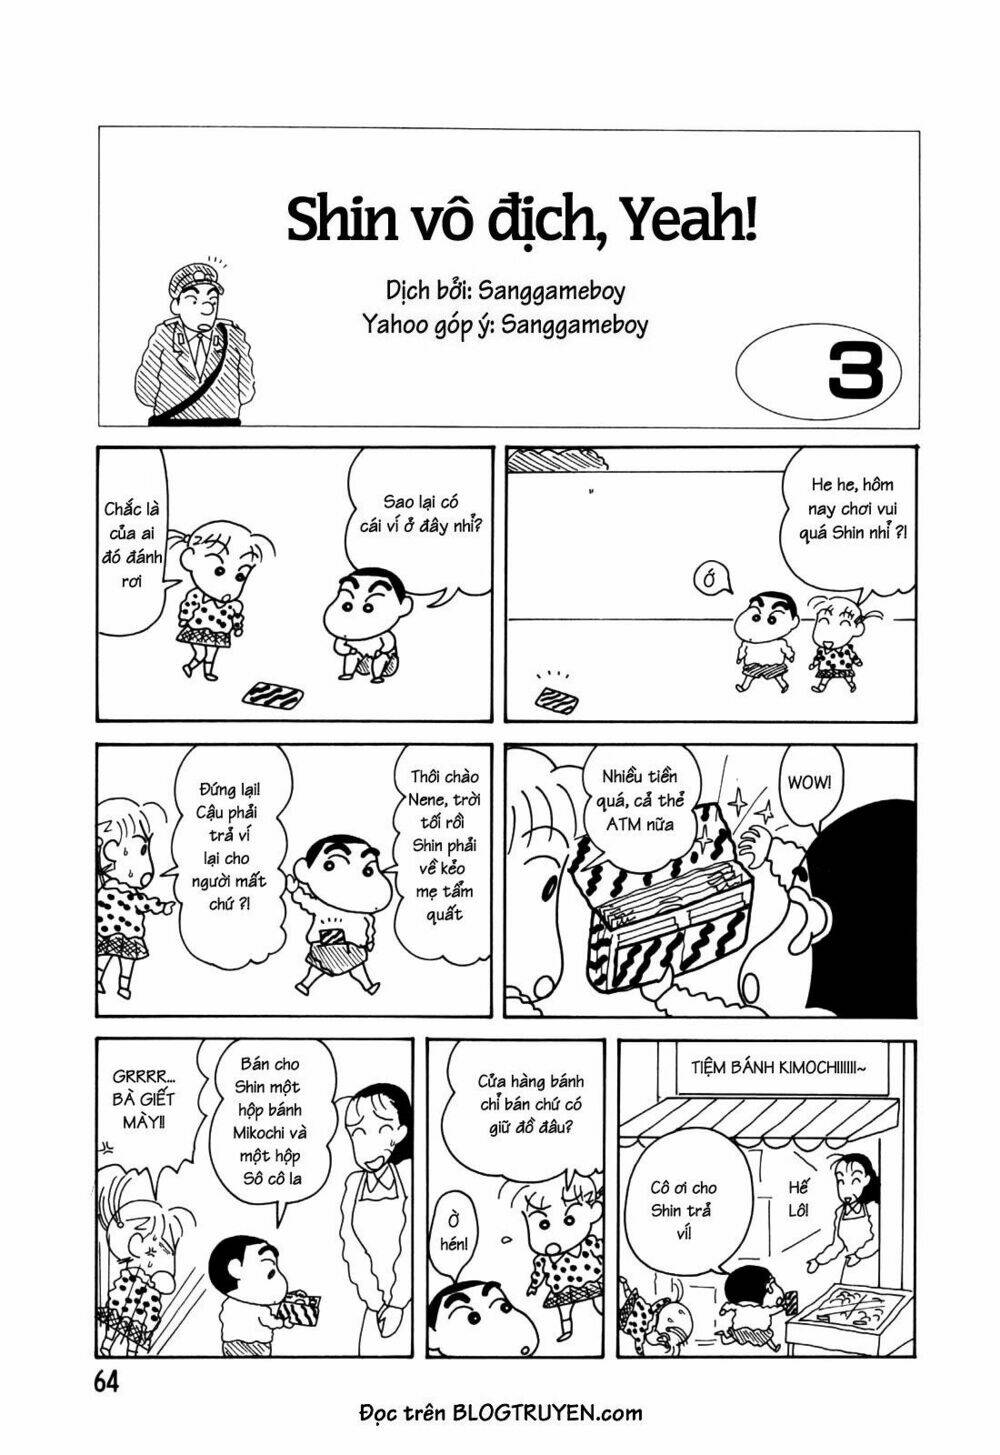 Shin vô địch, Yeah!
Dịch bởi: Sanggameboy
Yahoo góp ý: Sanggameboy
3
He he, hôm
nay chơi vui
quá Shin nhỉ ?!
Ớ
Sao lại có
cái ví ở đây nhỉ?
Chắc là
của ai
đó đánh
rơi
WOW!
Nhiều tiền
quá, cả thẻ
ATM nữa
Thôi chào
Nene, trời
tối rồi
Shin phải
về kẻo
mẹ tẩm
quất
Đứng lại!
Cậu phải
trả ví
lại cho
người mất
chứ ?!
TIỆM BÁNH KIMOCHIIIIII~
Hế
Lô!
Cô ơi cho
Shin trả
ví!
Cửa hàng bánh
chỉ bán chứ có
giữ đồ đâu?
Ờ
hén!
Bán cho
Shin một
hộp bánh
Mikochi và
một hộp
Sô cô la
GRRRR...
BÀ GIẾT
MÀY!!
64
Đọc trên BLOGTRUYEN.com